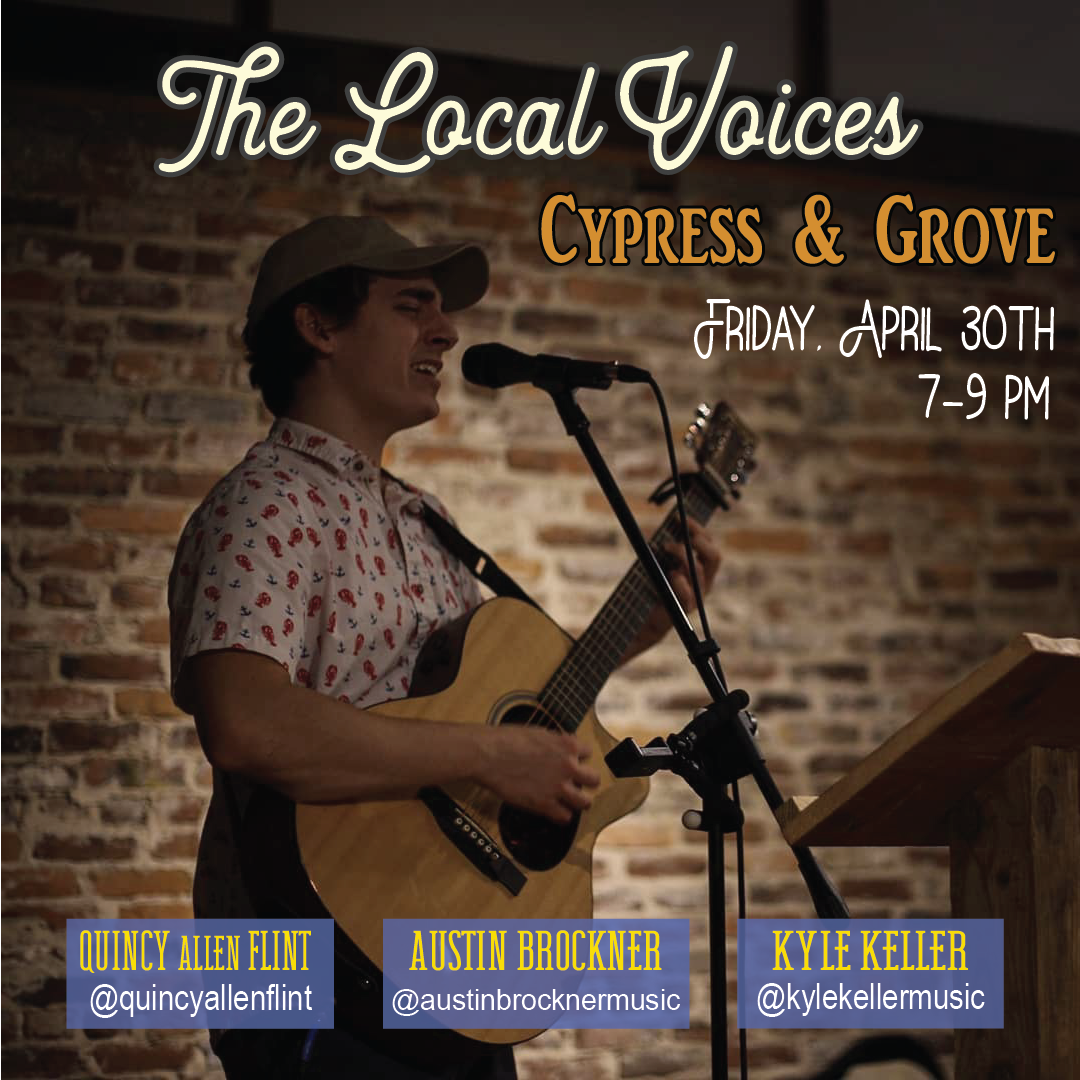 The Local Voices
Cypress & Grove
Friday, April 30th
7-9 PM
QUINCY ALLEN FLINT
@quincyallenflint
AUSTIN BROCKNER
@austinbrocknermusic
KYLE KELLER
@kylekellermusic